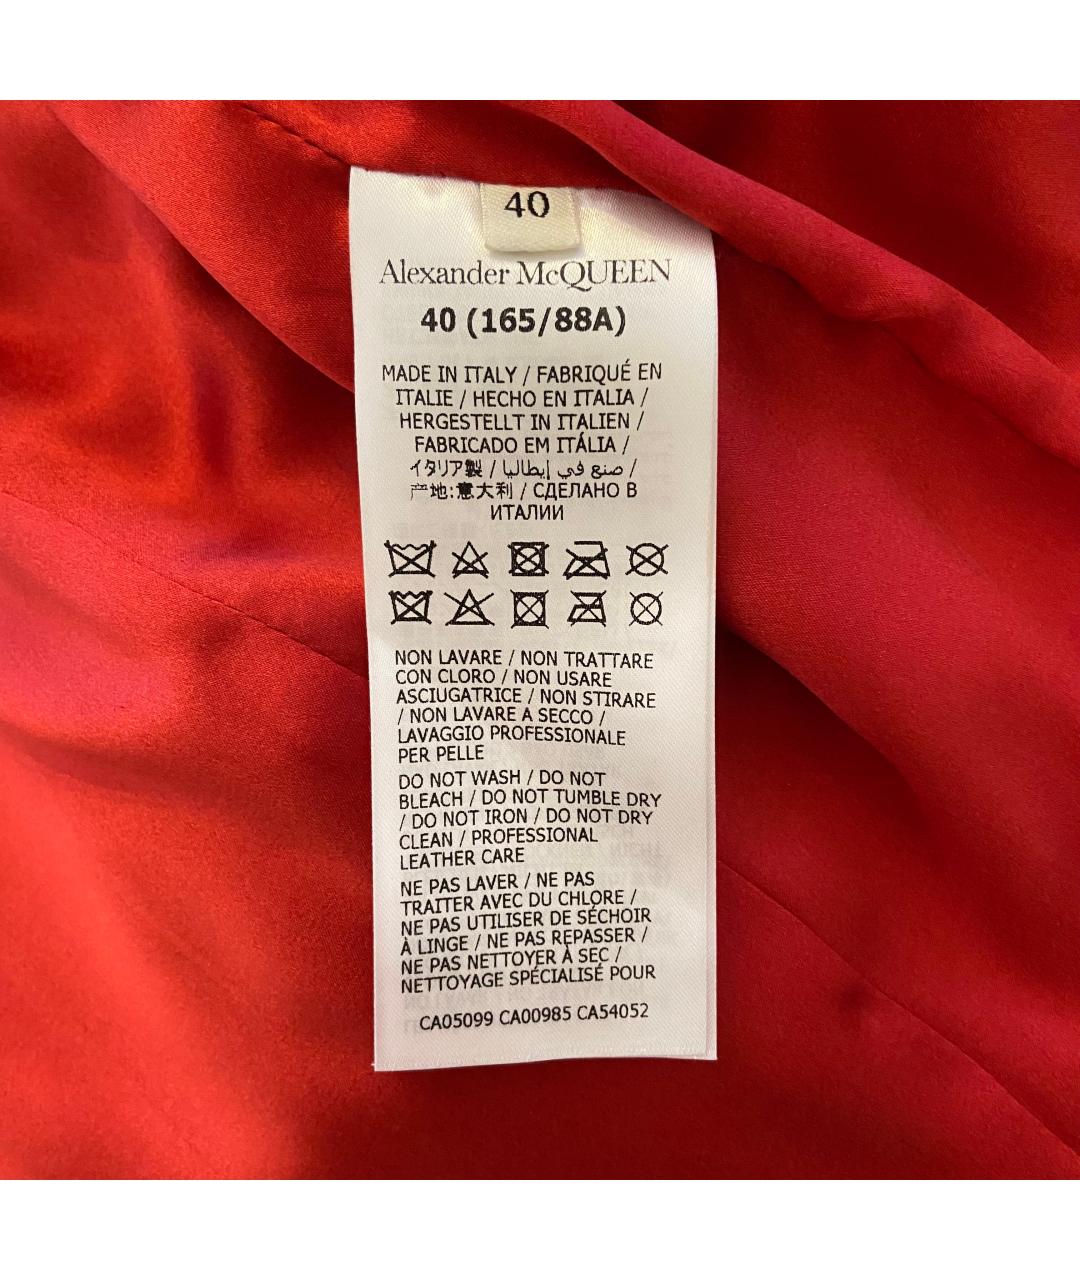 40
Alexander McQUEEN
40 (165/88A)
MADE IN ITALY / FABRIQUÉ EN
ITALIE / HECHO EN ITALIA /
HERGESTELLT IN ITALIEN /
FABRICADO EM ITÁLIA /
イタリア製 / صنع في إيطاليا /
产地:意大利 / СДЕЛАНО В
ИТАЛИИ
NON LAVARE / NON TRATTARE
CON CLORO / NON USARE
ASCIUGATRICE / NON STIRARE
/ NON LAVARE A SECCO /
LAVAGGIO PROFESSIONALE
PER PELLE
DO NOT WASH / DO NOT
BLEACH / DO NOT TUMBLE DRY
/ DO NOT IRON / DO NOT DRY
CLEAN / PROFESSIONAL
LEATHER CARE
NE PAS LAVER / NE PAS
TRAITER AVEC DU CHLORE /
NE PAS UTILISER DE SÉCHOIR
À LINGE / NE PAS REPASSER /
NE PAS NETTOYER À SEC /
NETTOYAGE SPÉCIALISÉ POUR
CA05099 CA00985 CA54052